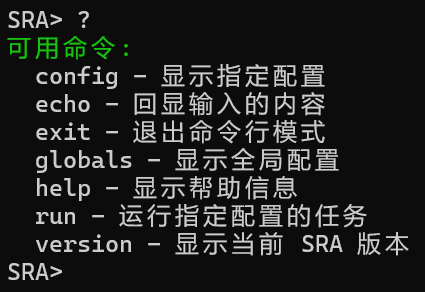 SRA> ?
可用命令:
config - 显示指定配置
echo - 回显输入的内容
exit - 退出命令行模式
globals - 显示全局配置
help - 显示帮助信息
run - 运行指定配置的任务
version - 显示当前 SRA 版本
SRA>